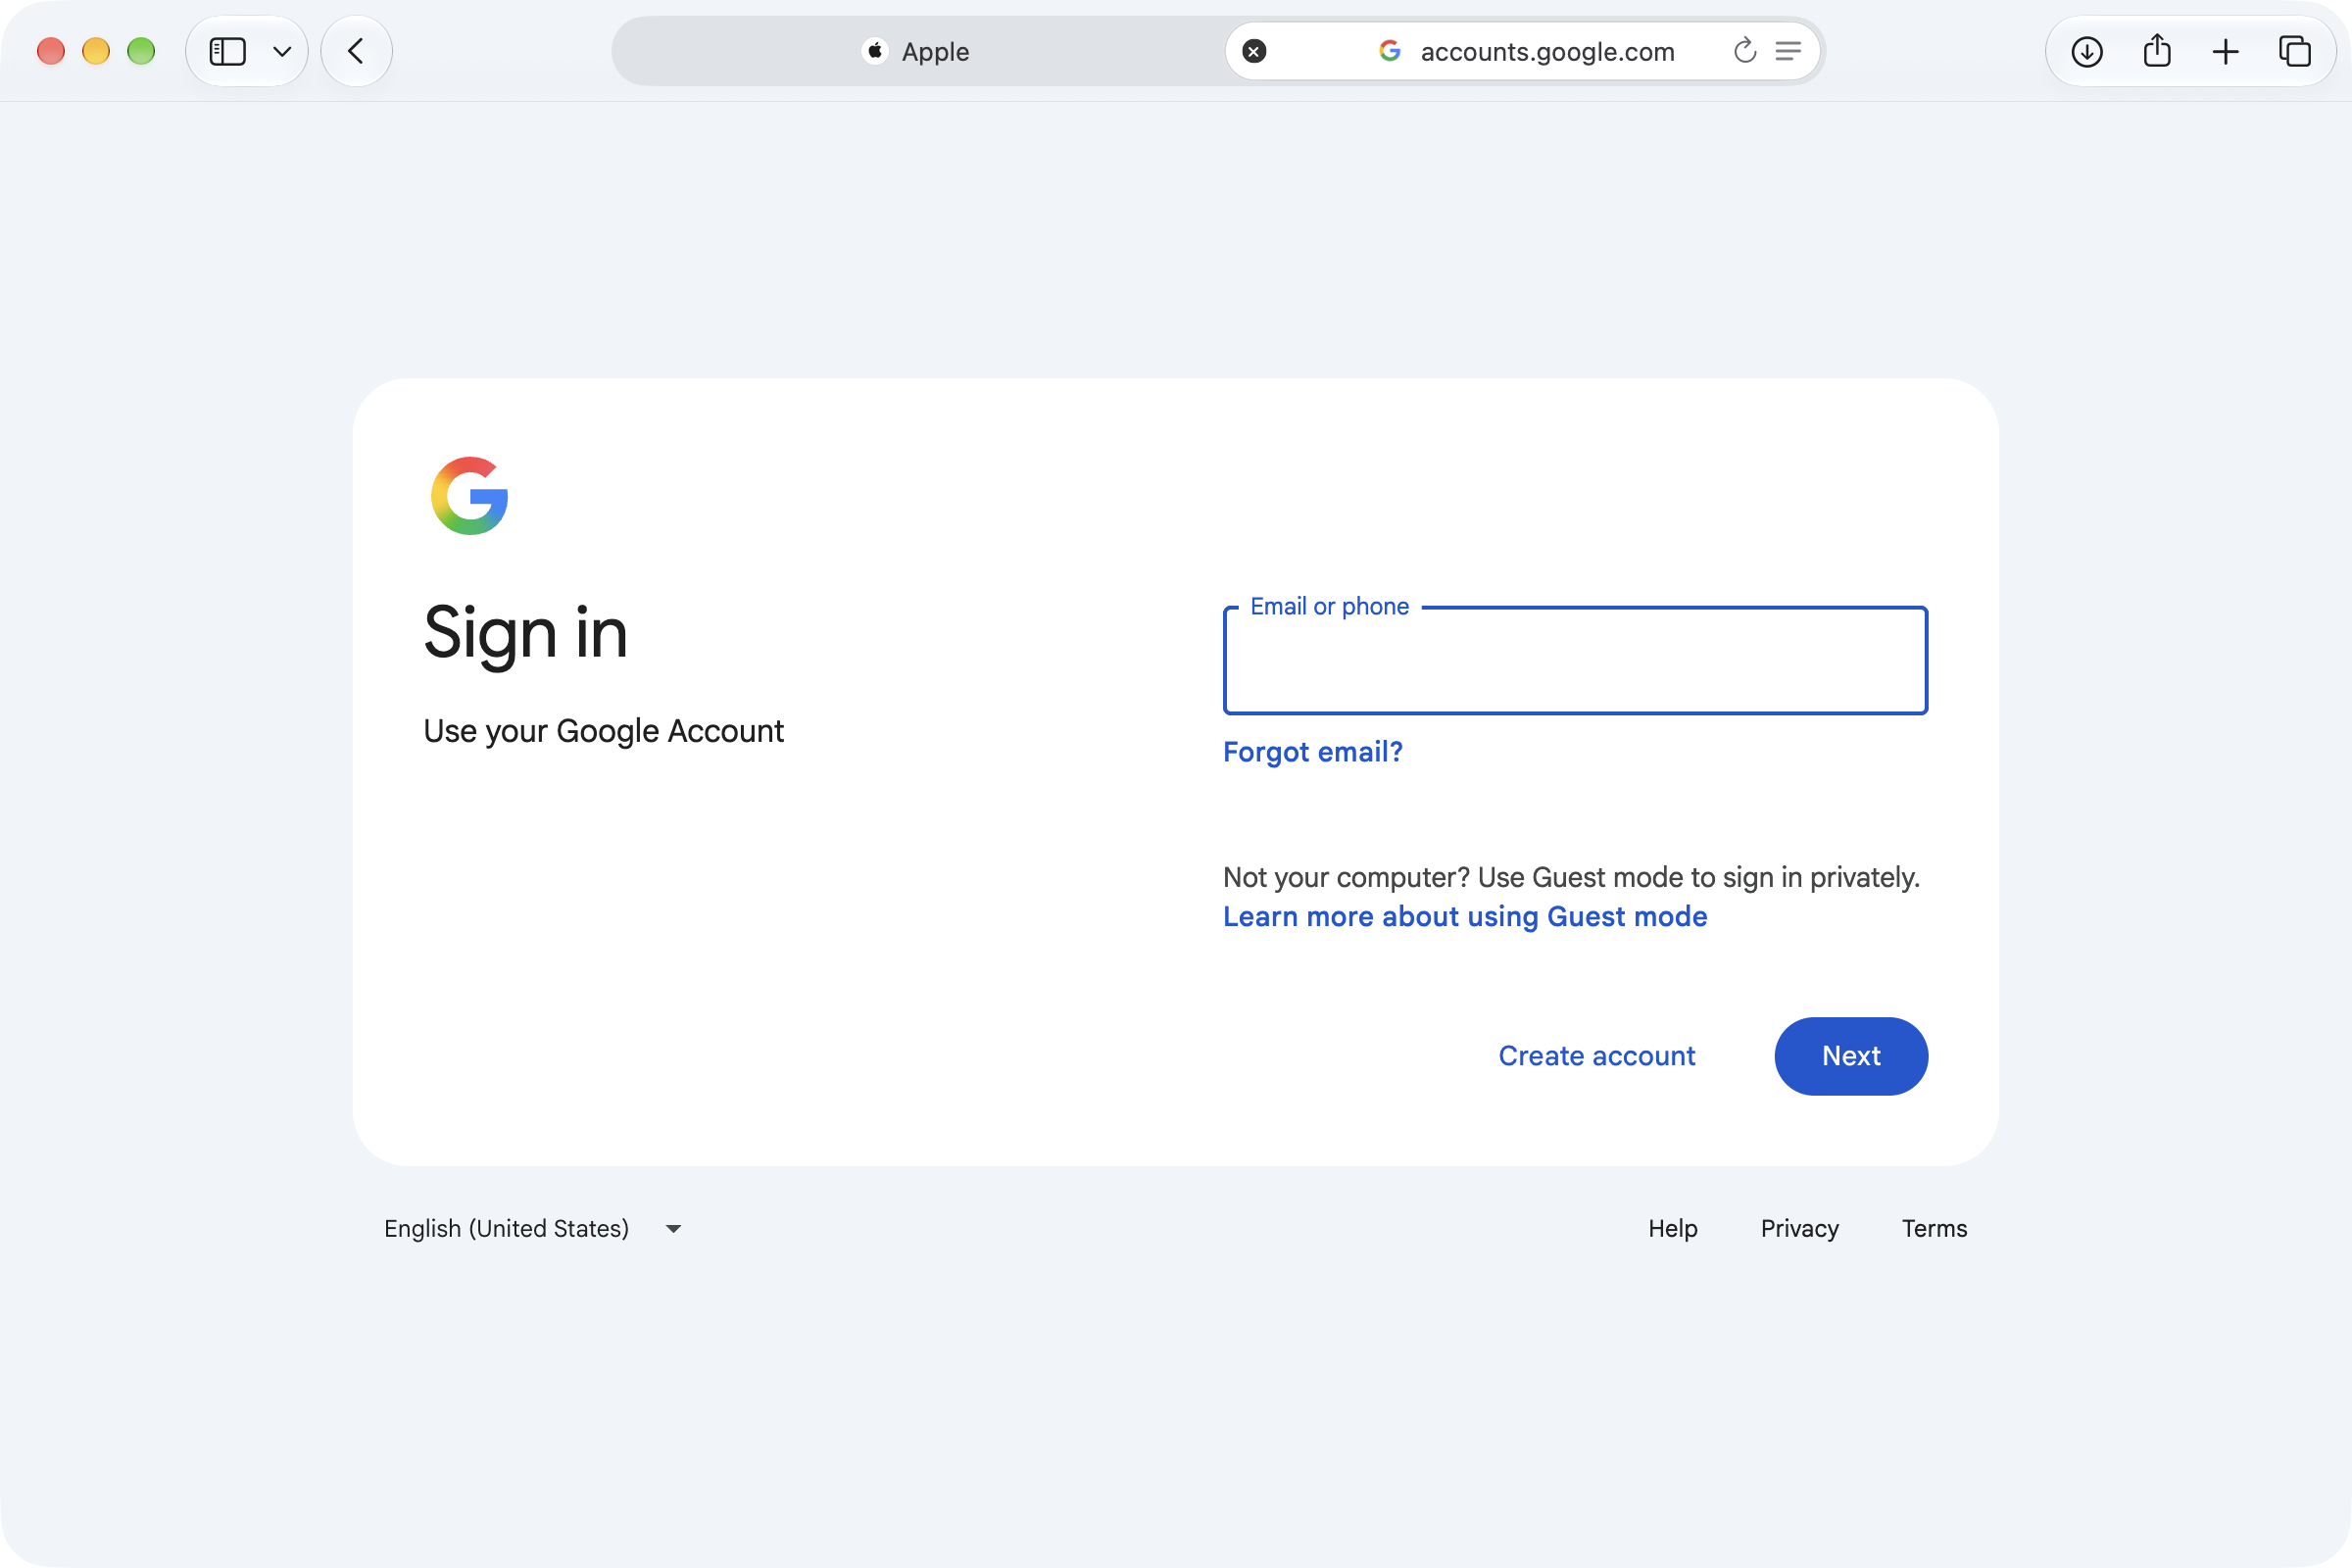 Apple
accounts.google.com
Sign in
Use your Google Account
Email or phone
Forgot email?
Not your computer? Use Guest mode to sign in privately.
Learn more about using Guest mode
Create account
Next
English (United States)
Help
Privacy
Terms